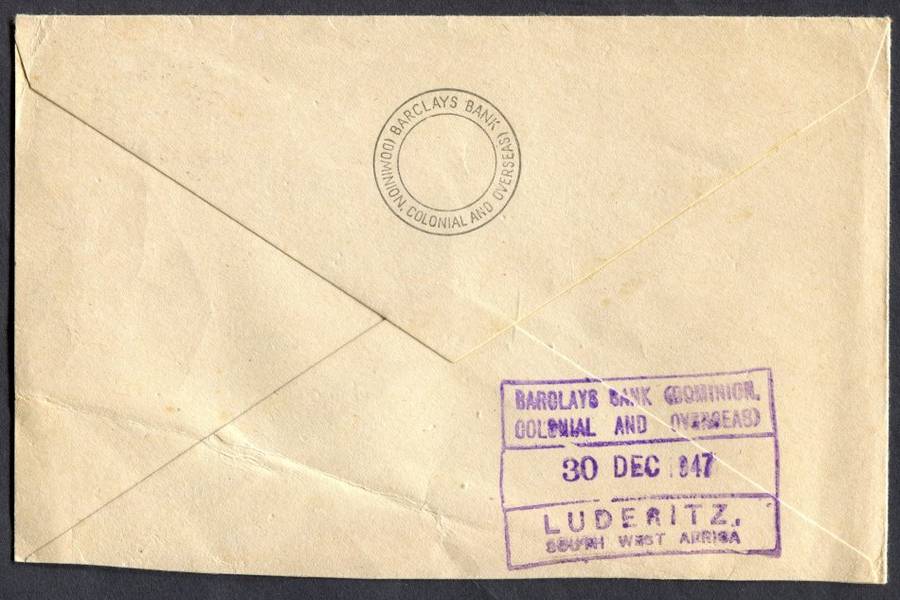 BARCLAYS BANK (DOMINION, COLONIAL AND OVERSEAS)
BARCLAYS BANK (DOMINION,
COLONIAL AND OVERSEAS)
30 DEC 1947
LUDERITZ,
SOUTH WEST AFRICA